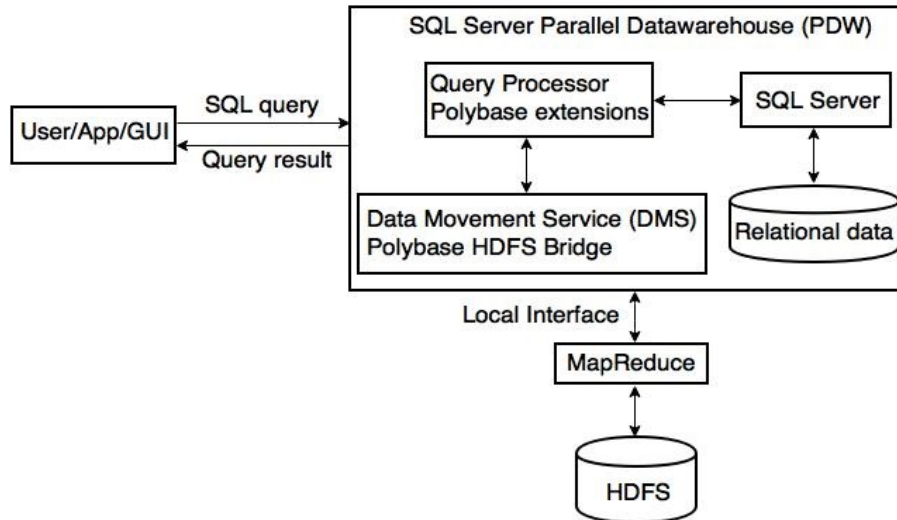 SQL Server Parallel Datawarehouse (PDW)
Query Processor
Polybase extensions
SQL Server
User/App/GUI
SQL query
Query result
Data Movement Service (DMS)
Polybase HDFS Bridge
Relational data
Local Interface
MapReduce
HDFS